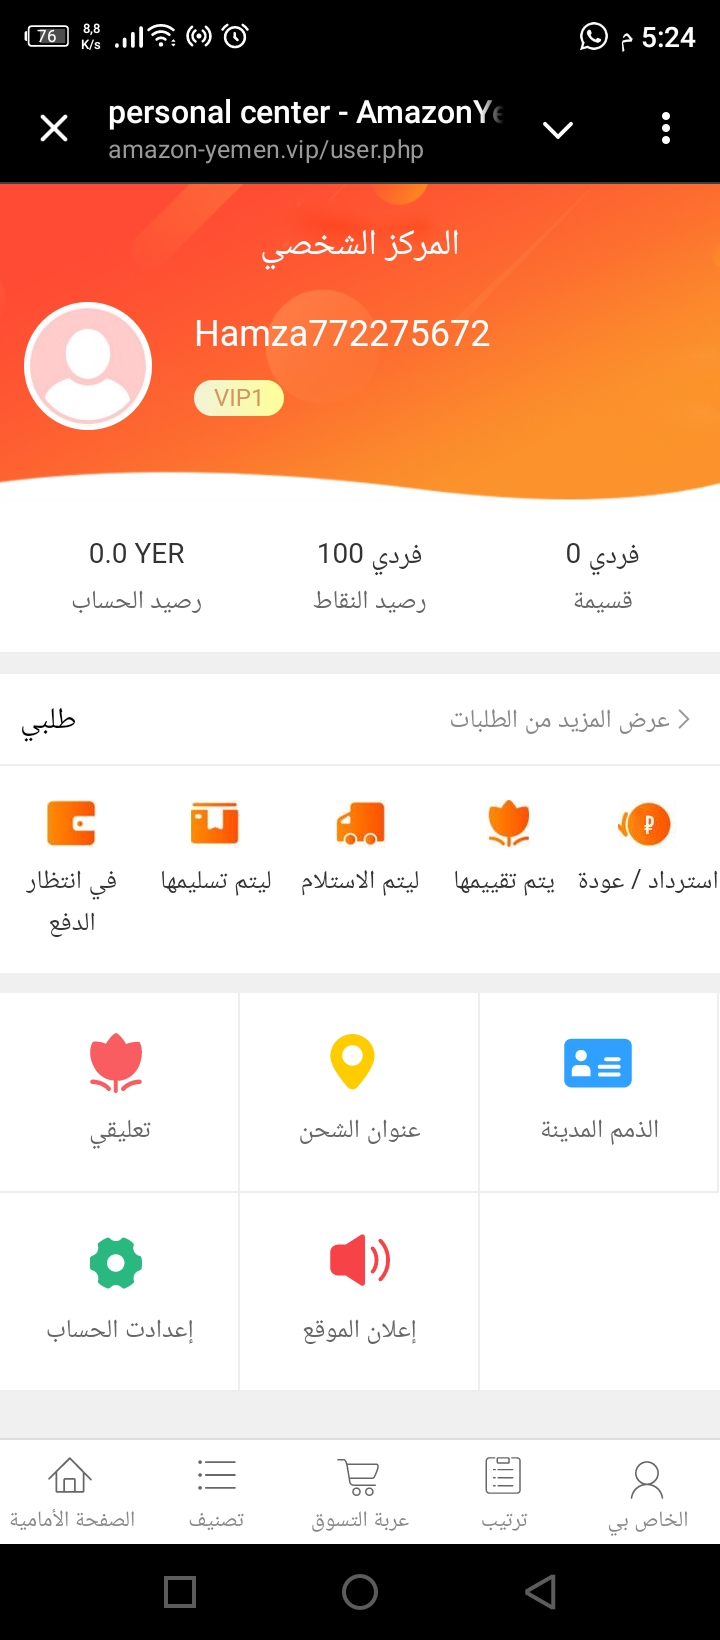 76 8,8 K/s م 5:24
personal center - AmazonYe
amazon-yemen.vip/user.php
المركز الشخصي
Hamza772275672
VIP1
0.0 YER
رصيد الحساب
100 فردي
رصيد النقاط
0 فردي
قسيمة
طلبي
عرض المزيد من الطلبات
في انتظار
الدفع
ليتم تسليمها
ليتم الاستلام
يتم تقييمها
استرداد / عودة
تعليقي
عنوان الشحن
الذمم المدينة
إعدادت الحساب
إعلان الموقع
الصفحة الأمامية
تصنيف
عربة التسوق
ترتيب
الخاص بي